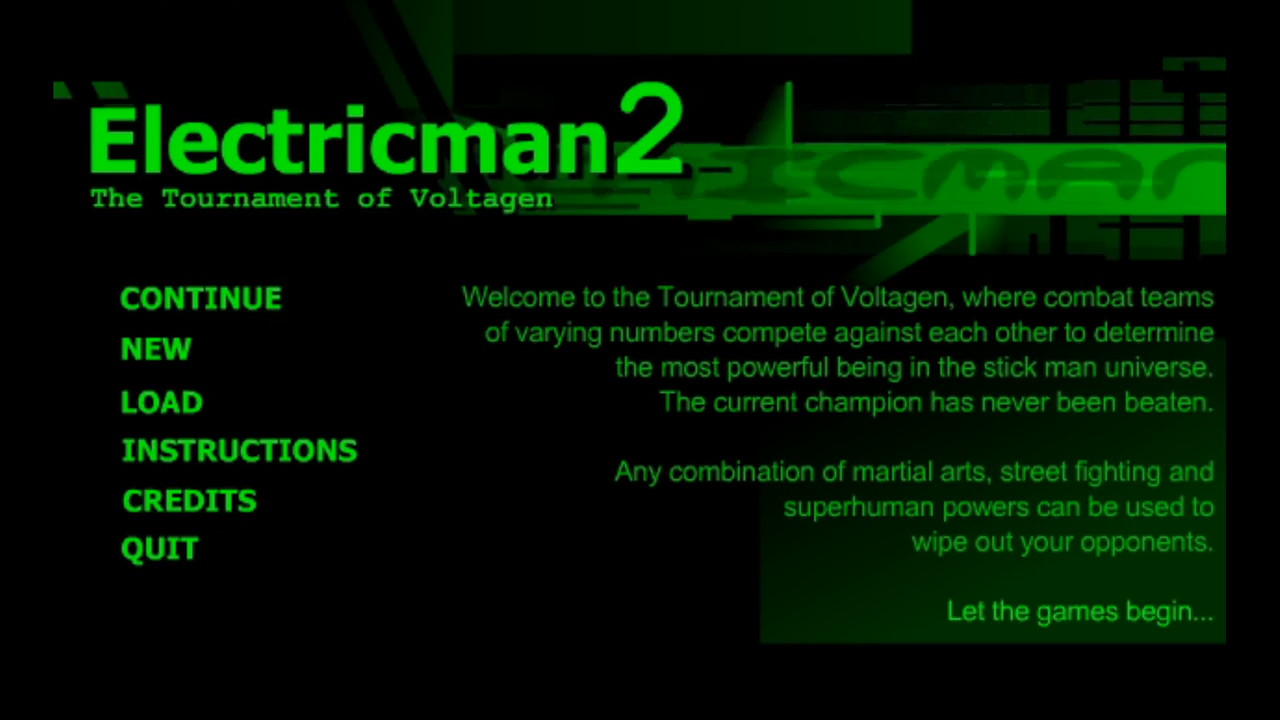 Electricman2
The Tournament of Voltagen
CONTINUE
NEW
LOAD
INSTRUCTIONS
CREDITS
QUIT
Welcome to the Tournament of Voltagen, where combat teams
of varying numbers compete against each other to determine
the most powerful being in the stick man universe.
The current champion has never been beaten.
Any combination of martial arts, street fighting and
superhuman powers can be used to
wipe out your opponents.
Let the games begin...